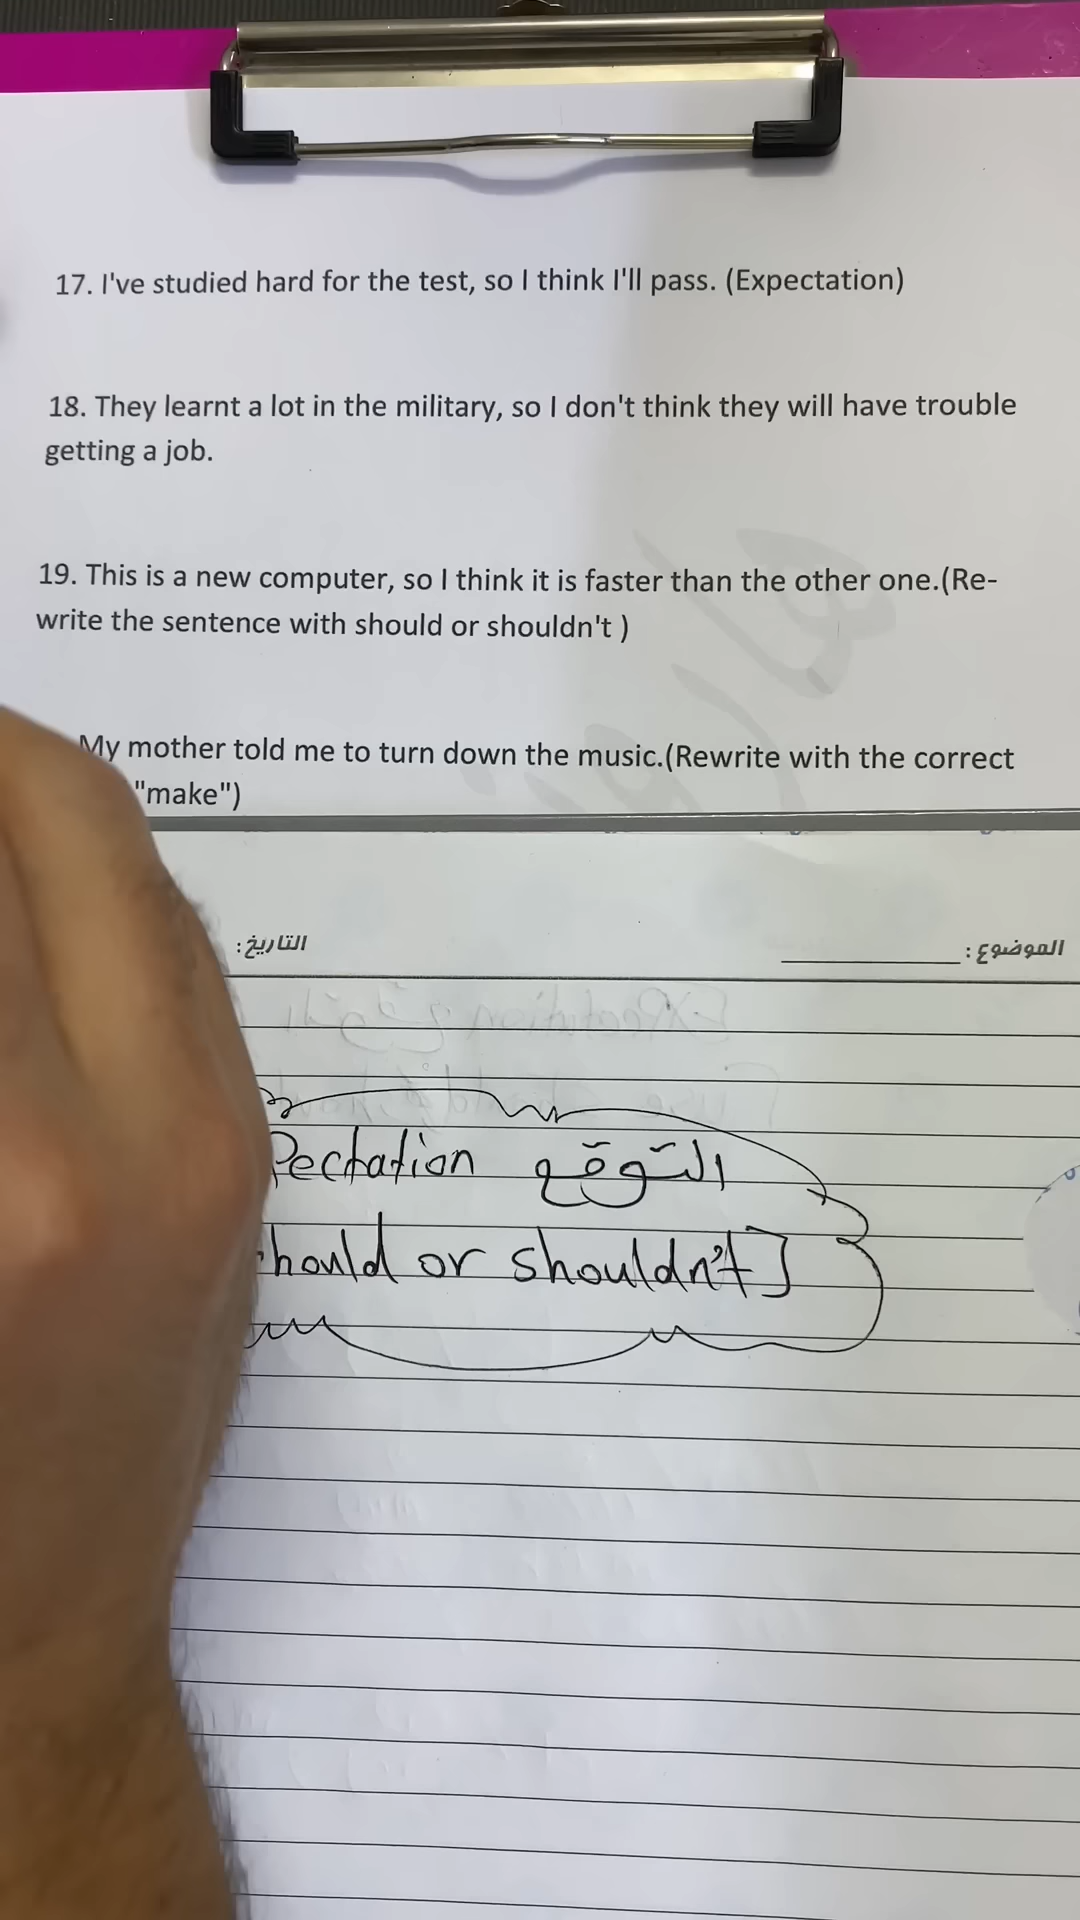 17. I've studied hard for the test, so I think I'll pass. (Expectation)
18. They learnt a lot in the military, so I don't think they will have trouble
getting a job.
19. This is a new computer, so I think it is faster than the other one.(Re-
write the sentence with should or shouldn't )
My mother told me to turn down the music.(Rewrite with the correct
"make")
الموضوع: التاريخ:
Pectation التوقع
hould or shouldn't]